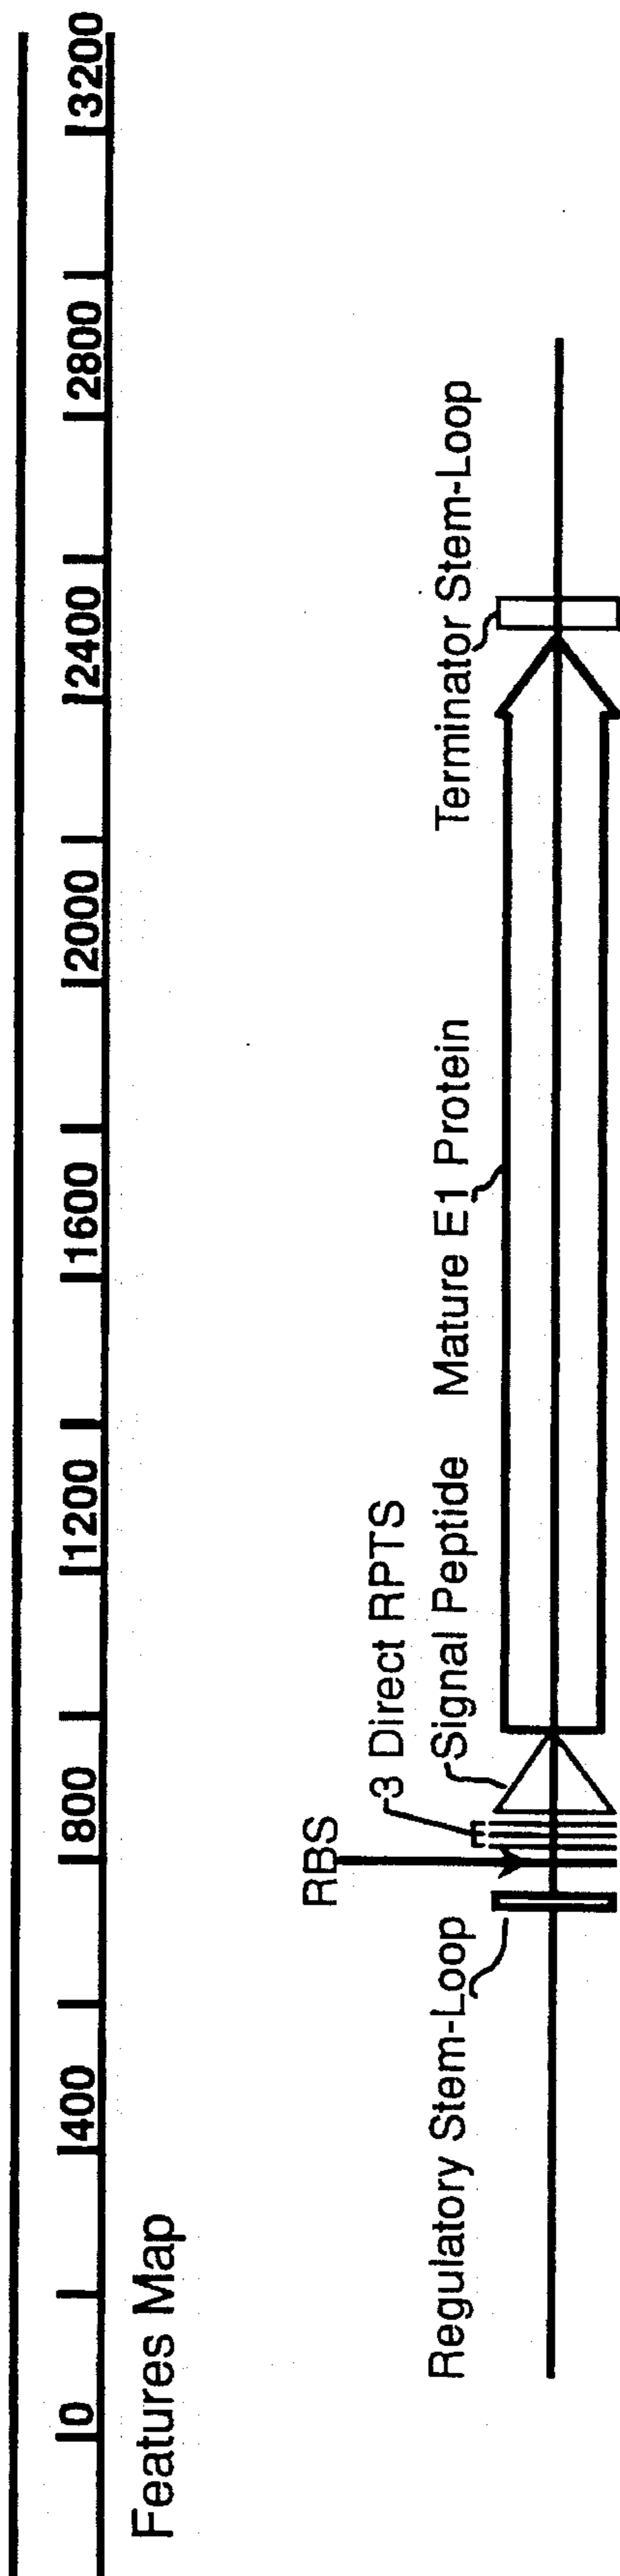 0 400 800 1200 1600 2000 2400 2800 3200
Features Map
RBS
3 Direct RPTS
Regulatory Stem-Loop
Signal Peptide
Mature E1 Protein
Terminator Stem-Loop